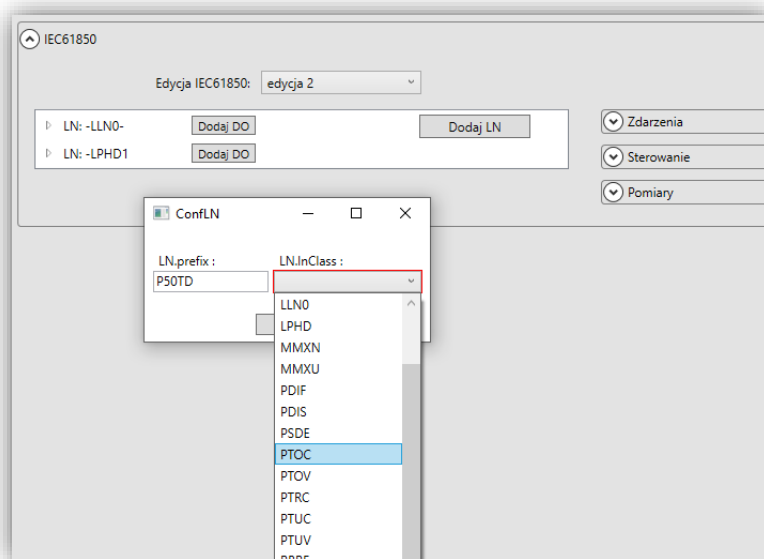 IEC61850
Edycja IEC61850: edycja 2
LN: -LLN0- Dodaj DO Dodaj LN
LN: -LPHD1 Dodaj DO
Zdarzenia
Sterowanie
Pomiary
ConfLN
LN.prefix : LN.InClass :
P50TD
LLN0
LPHD
MMXN
MMXU
PDIF
PDIS
PSDE
PTOC
PTOV
PTRC
PTUC
PTUV